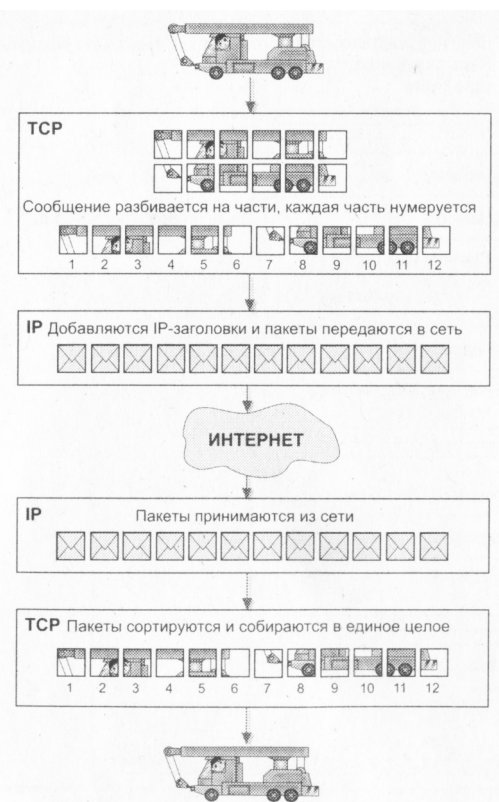 TCP
Сообщение разбивается на части, каждая часть нумеруется
1 2 3 4 5 6 7 8 9 10 11 12
IP Добавляются IP-заголовки и пакеты передаются в сеть
ИНТЕРНЕТ
IP Пакеты принимаются из сети
TCP Пакеты сортируются и собираются в единое целое
1 2 3 4 5 6 7 8 9 10 11 12